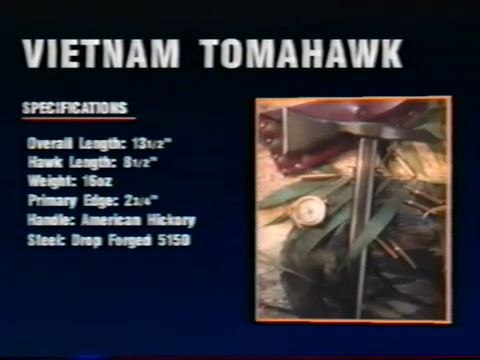 VIETNAM TOMAHAWK
SPECIFICATIONS
Overall Length: 13 1/2"
Hawk Length: 8 1/2"
Weight: 16oz
Primary Edge: 2 3/4"
Handle: American Hickory
Steel: Drop Forged 5150